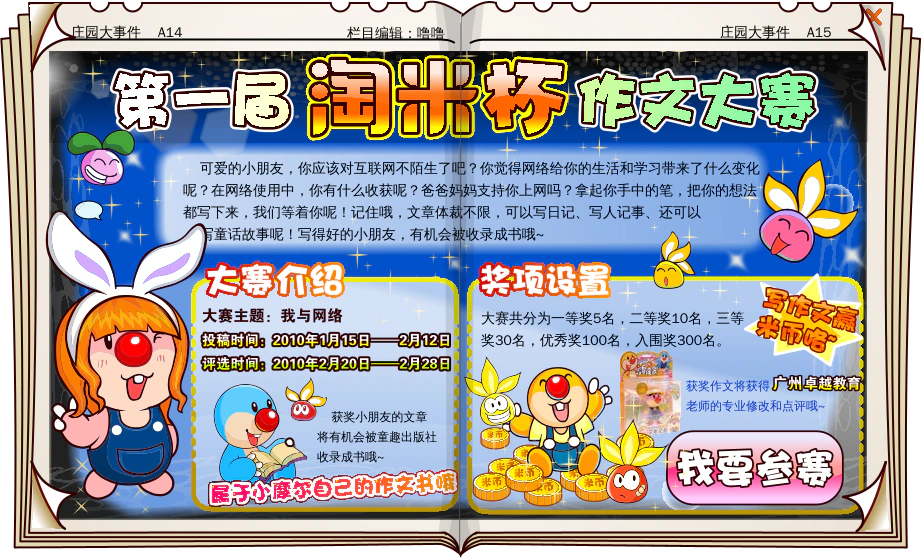 庄园大事件 A14
栏目编辑：噜噜
庄园大事件 A15
第一届 淘米杯 作文大赛
可爱的小朋友，你应该对互联网不陌生了吧？你觉得网络给你的生活和学习带来了什么变化
呢？在网络使用中，你有什么收获呢？爸爸妈妈支持你上网吗？拿起你手中的笔，把你的想法
都写下来，我们等着你呢！记住哦，文章体裁不限，可以写日记、写人记事、还可以
写童话故事呢！写得好的小朋友，有机会被收录成书哦~
大赛介绍
大赛主题：我与网络
投稿时间：2010年1月15日——2月12日
评选时间：2010年2月20日——2月28日
获奖小朋友的文章
将有机会被童趣出版社
收录成书哦~
属于小摩尔自己的作文书哦
奖项设置
大赛共分为一等奖5名，二等奖10名，三等
奖30名，优秀奖100名，入围奖300名。
写作文赢
米币咯~
获奖作文将获得广州卓越教育
老师的专业修改和点评哦~
米币
米币
米币
米币
米币
我要参赛